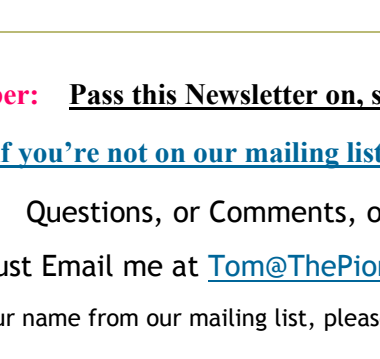 ber: Pass this Newsletter on, s
f you’re not on our mailing list
Questions, or Comments, o
ust Email me at Tom@ThePion
ur name from our mailing list, pleas